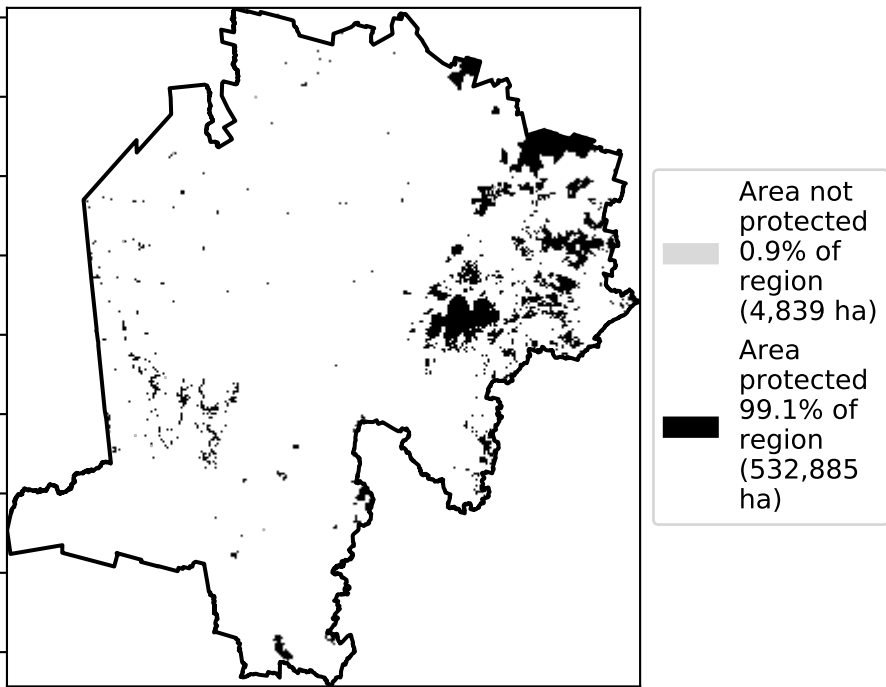 Area not
protected
0.9% of
region
(4,839 ha)
Area
protected
99.1% of
region
(532,885
ha)